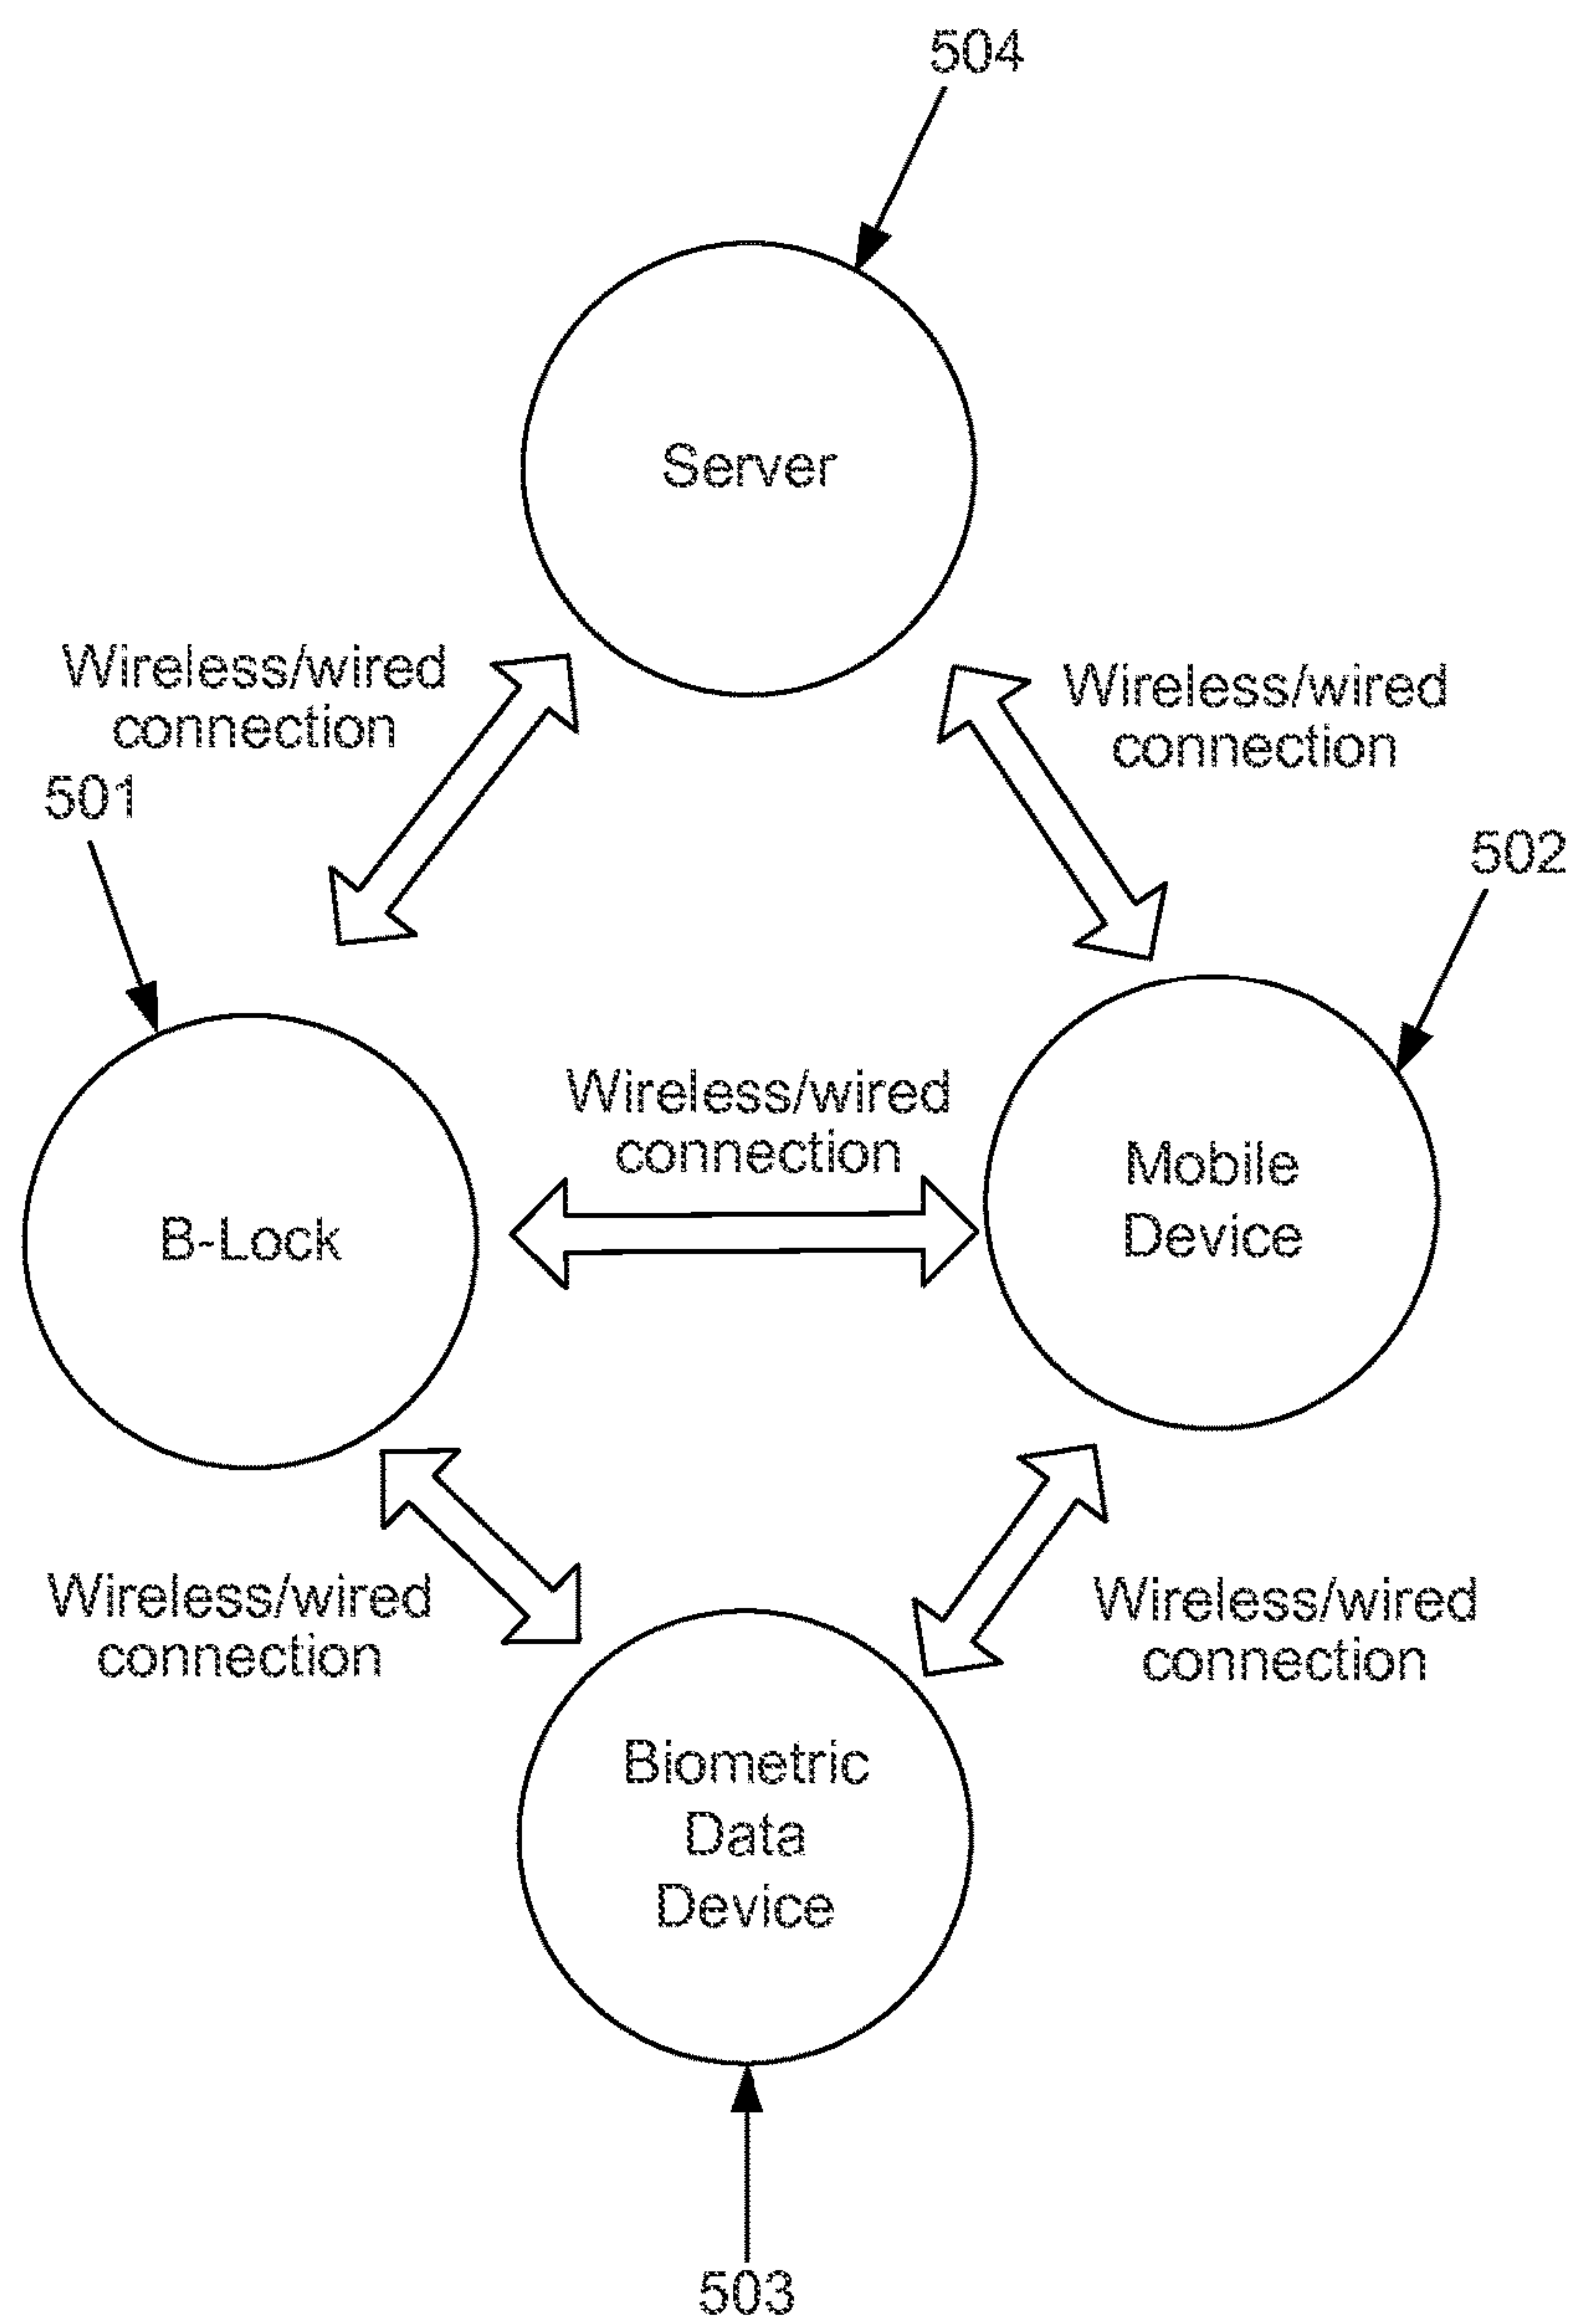 504
Server
Wireless/wired
connection
Wireless/wired
connection
501
502
Wireless/wired
connection
B-Lock
Mobile
Device
Wireless/wired
connection
Wireless/wired
connection
Biometric
Data
Device
503